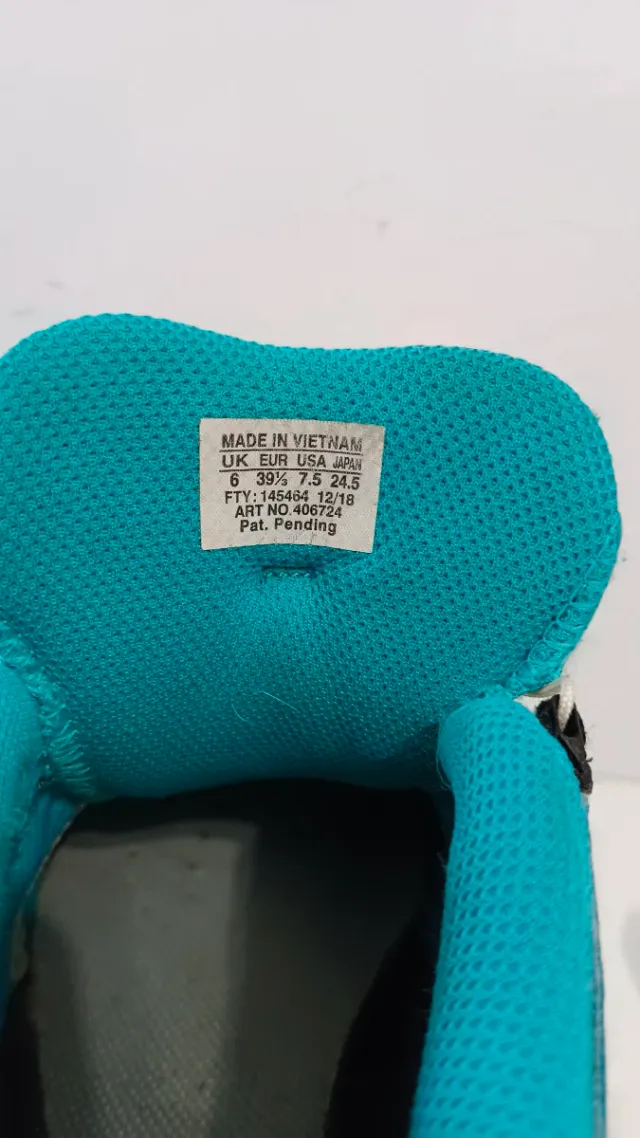 MADE IN VIETNAM
UK EUR USA JAPAN
6 39⅓ 7.5 24.5
FTY: 145464 12/18
ART NO.406724
Pat. Pending